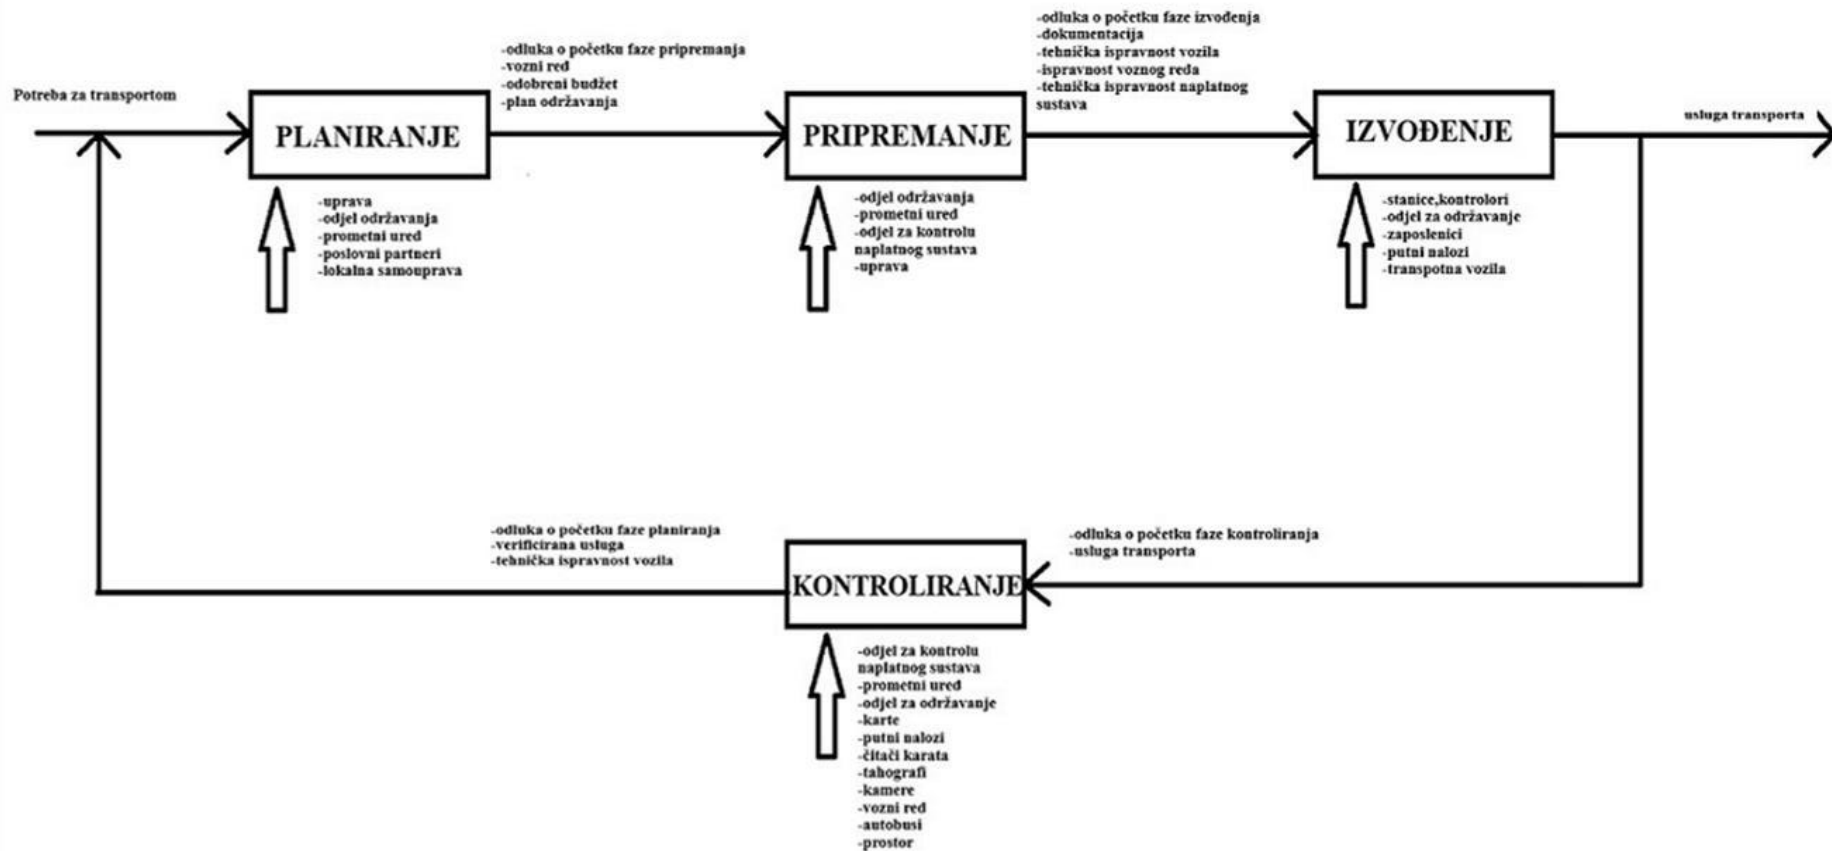 Potreba za transportom
PLANIRANJE
-uprava
-odjel održavanja
-prometni ured
-poslovni partneri
-lokalna samouprava
-odluka o početku faze pripremanja
-vozni red
-odobreni budžet
-plan održavanja
PRIPREMANJE
-odjel održavanja
-prometni ured
-odjel za kontrolu
naplatnog sustava
-uprava
-odluka o početku faze izvođenja
-dokumentacija
-tehnička ispravnost vozila
-ispravnost voznog reda
-tehnička ispravnost naplatnog
sustava
IZVOĐENJE
-stanice,kontrolori
-odjel za održavanje
-zaposlenici
-putni nalozi
-transpotna vozila
usluga transporta
-odluka o početku faze kontroliranja
-usluga transporta
KONTROLIRANJE
-odjel za kontrolu
naplatnog sustava
-prometni ured
-odjel za održavanje
-karte
-putni nalozi
-čitači karata
-tahografi
-kamere
-vozni red
-autobusi
-prostor
-odluka o početku faze planiranja
-verificirana usluga
-tehnička ispravnost vozila